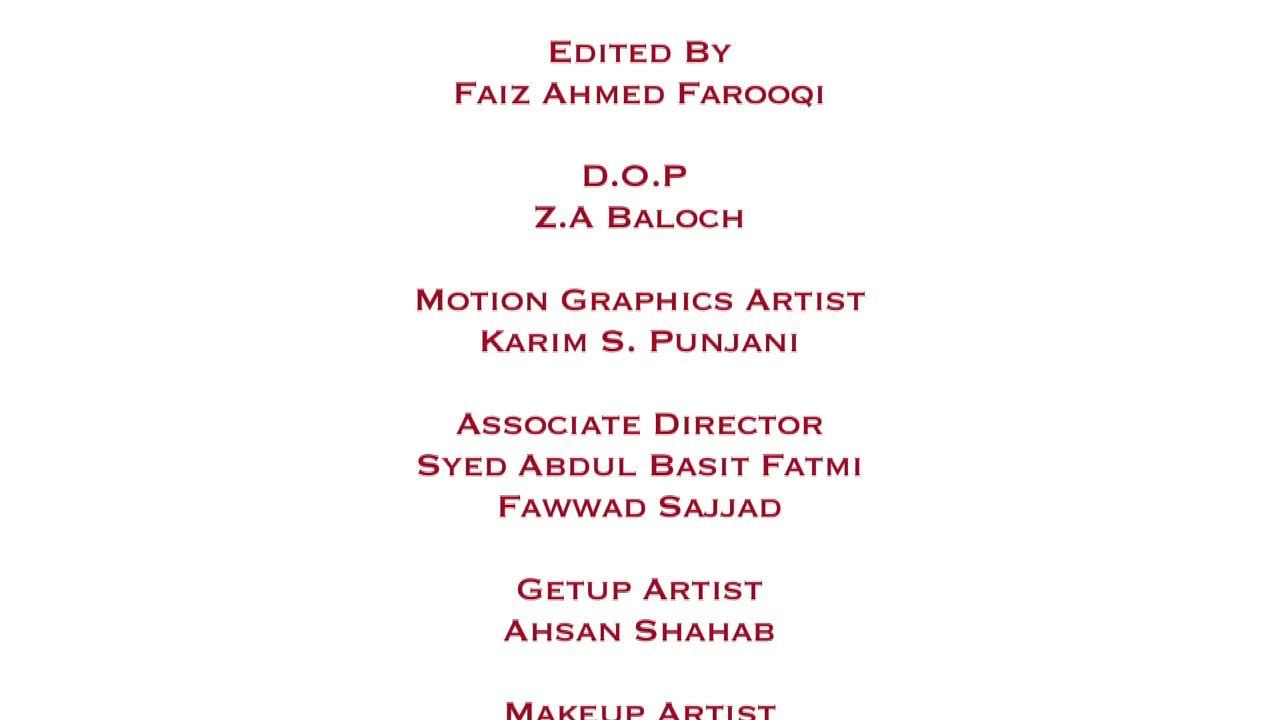 Edited By
Faiz Ahmed Farooqi
D.O.P
Z.A Baloch
Motion Graphics Artist
Karim S. Punjani
Associate Director
Syed Abdul Basit Fatmi
Fawwad Sajjad
Getup Artist
Ahsan Shahab
Makeup Artist